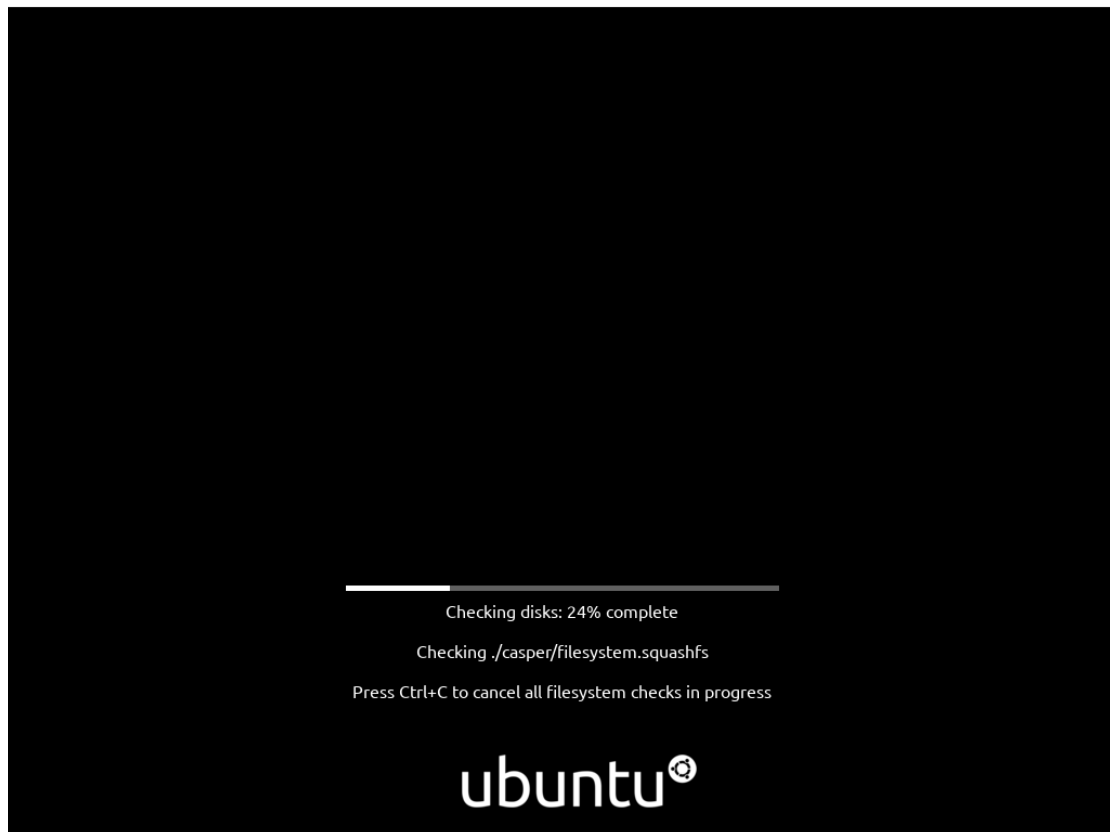 Checking disks: 24% complete
Checking ./casper/filesystem.squashfs
Press Ctrl+C to cancel all filesystem checks in progress
ubuntu